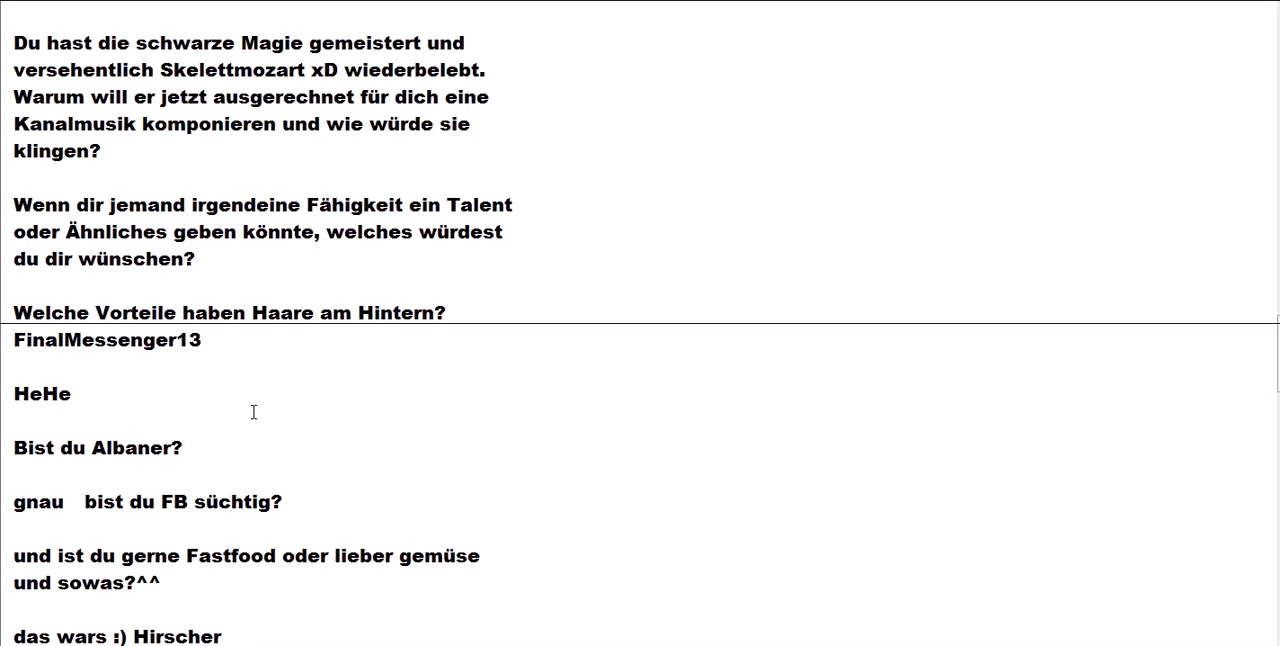 Du hast die schwarze Magie gemeistert und
versehentlich Skelettmozart xD wiederbelebt.
Warum will er jetzt ausgerechnet für dich eine
Kanalmusik komponieren und wie würde sie
klingen?
Wenn dir jemand irgendeine Fähigkeit ein Talent
oder Ähnliches geben könnte, welches würdest
du dir wünschen?
Welche Vorteile haben Haare am Hintern?
FinalMessenger13
HeHe
Bist du Albaner?
gnau   bist du FB süchtig?
und ist du gerne Fastfood oder lieber gemüse
und sowas?^^
das wars :) Hirscher